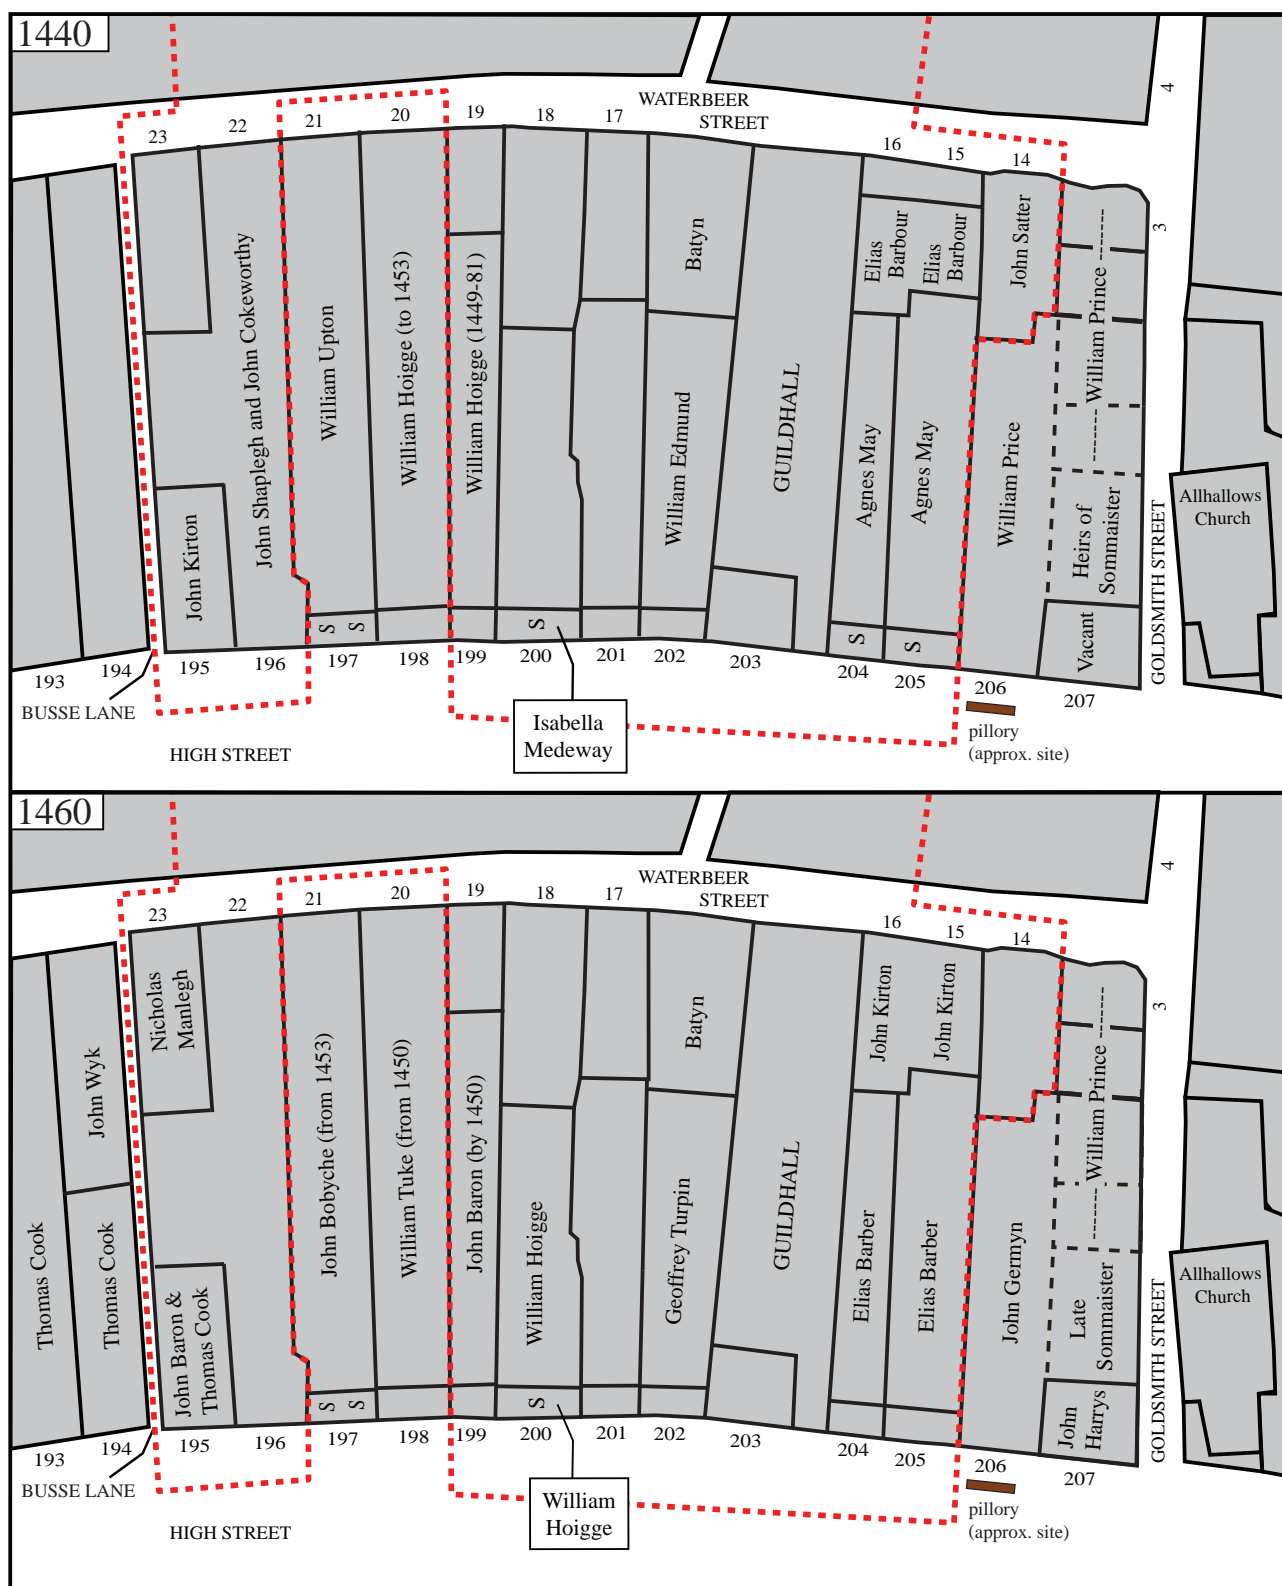 1440
WATERBEER
STREET
4
23
22
21
20
19
18
17
16
15
14
3
John Kirton
John Shaplegh and John Cokeworthy
William Upton
William Hoigge (to 1453)
William Hoigge (1449-81)
Batyn
William Edmund
GUILDHALL
Elias
Barbour
Elias
Barbour
Agnes May
Agnes May
John Satter
William Price
William Prince
Heirs of
Sommaister
Vacant
GOLDSMITH STREET
Allhallows
Church
S
S
S
S
S
193
194
195
196
197
198
199
200
201
202
203
204
205
206
207
BUSSE LANE
HIGH STREET
Isabella
Medeway
pillory
(approx. site)
1460
WATERBEER
STREET
4
23
22
21
20
19
18
17
16
15
14
3
Thomas Cook
John Wyk
Thomas Cook
Nicholas
Manlegh
John Baron &
Thomas Cook
John Bobyche (from 1453)
William Tuke (from 1450)
John Baron (by 1450)
William Hoigge
Batyn
Geoffrey Turpin
GUILDHALL
John Kirton
John Kirton
Elias Barber
Elias Barber
John Germyn
William Prince
Late
Sommaister
John
Harrys
GOLDSMITH STREET
Allhallows
Church
S
S
S
193
194
195
196
197
198
199
200
201
202
203
204
205
206
207
BUSSE LANE
HIGH STREET
William
Hoigge
pillory
(approx. site)